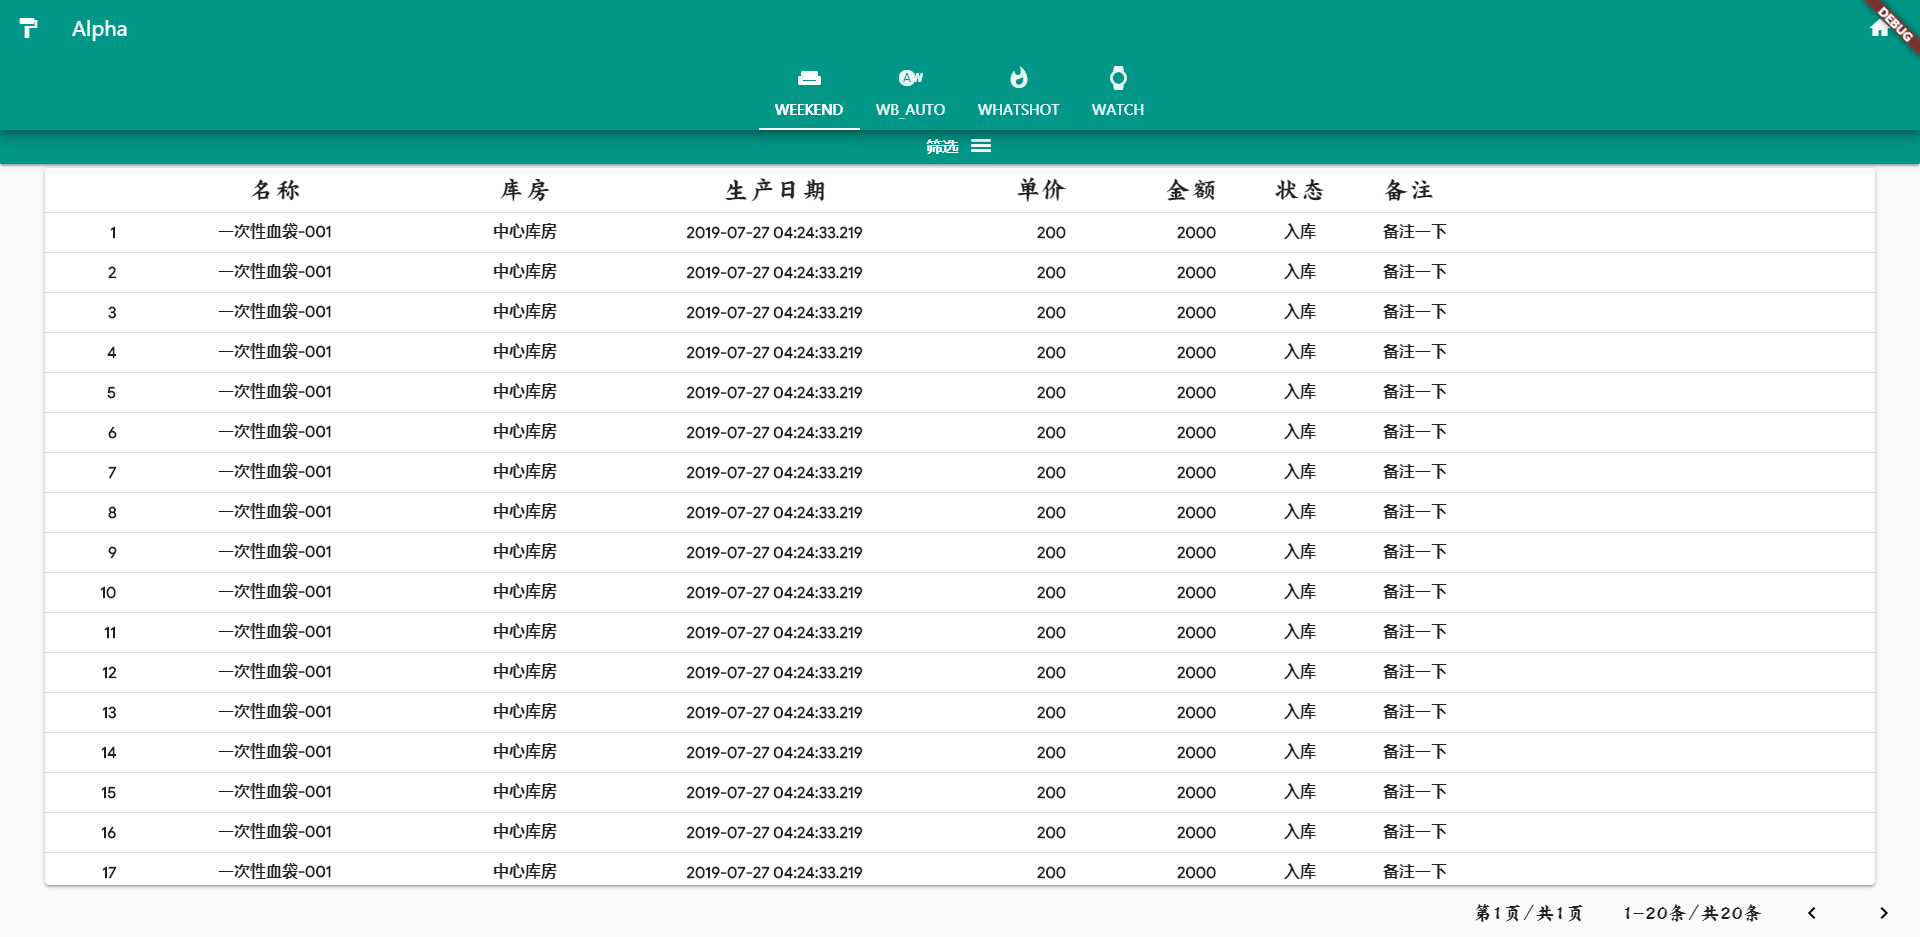 Alpha
DEBUG
WEEKEND WB_AUTO WHATSHOT WATCH
筛选
名称 库房 生产日期 单价 金额 状态 备注
1 一次性血袋-001 中心库房 2019-07-27 04:24:33.219 200 2000 入库 备注一下
2 一次性血袋-001 中心库房 2019-07-27 04:24:33.219 200 2000 入库 备注一下
3 一次性血袋-001 中心库房 2019-07-27 04:24:33.219 200 2000 入库 备注一下
4 一次性血袋-001 中心库房 2019-07-27 04:24:33.219 200 2000 入库 备注一下
5 一次性血袋-001 中心库房 2019-07-27 04:24:33.219 200 2000 入库 备注一下
6 一次性血袋-001 中心库房 2019-07-27 04:24:33.219 200 2000 入库 备注一下
7 一次性血袋-001 中心库房 2019-07-27 04:24:33.219 200 2000 入库 备注一下
8 一次性血袋-001 中心库房 2019-07-27 04:24:33.219 200 2000 入库 备注一下
9 一次性血袋-001 中心库房 2019-07-27 04:24:33.219 200 2000 入库 备注一下
10 一次性血袋-001 中心库房 2019-07-27 04:24:33.219 200 2000 入库 备注一下
11 一次性血袋-001 中心库房 2019-07-27 04:24:33.219 200 2000 入库 备注一下
12 一次性血袋-001 中心库房 2019-07-27 04:24:33.219 200 2000 入库 备注一下
13 一次性血袋-001 中心库房 2019-07-27 04:24:33.219 200 2000 入库 备注一下
14 一次性血袋-001 中心库房 2019-07-27 04:24:33.219 200 2000 入库 备注一下
15 一次性血袋-001 中心库房 2019-07-27 04:24:33.219 200 2000 入库 备注一下
16 一次性血袋-001 中心库房 2019-07-27 04:24:33.219 200 2000 入库 备注一下
17 一次性血袋-001 中心库房 2019-07-27 04:24:33.219 200 2000 入库 备注一下
第1页/共1页 1-20条/共20条